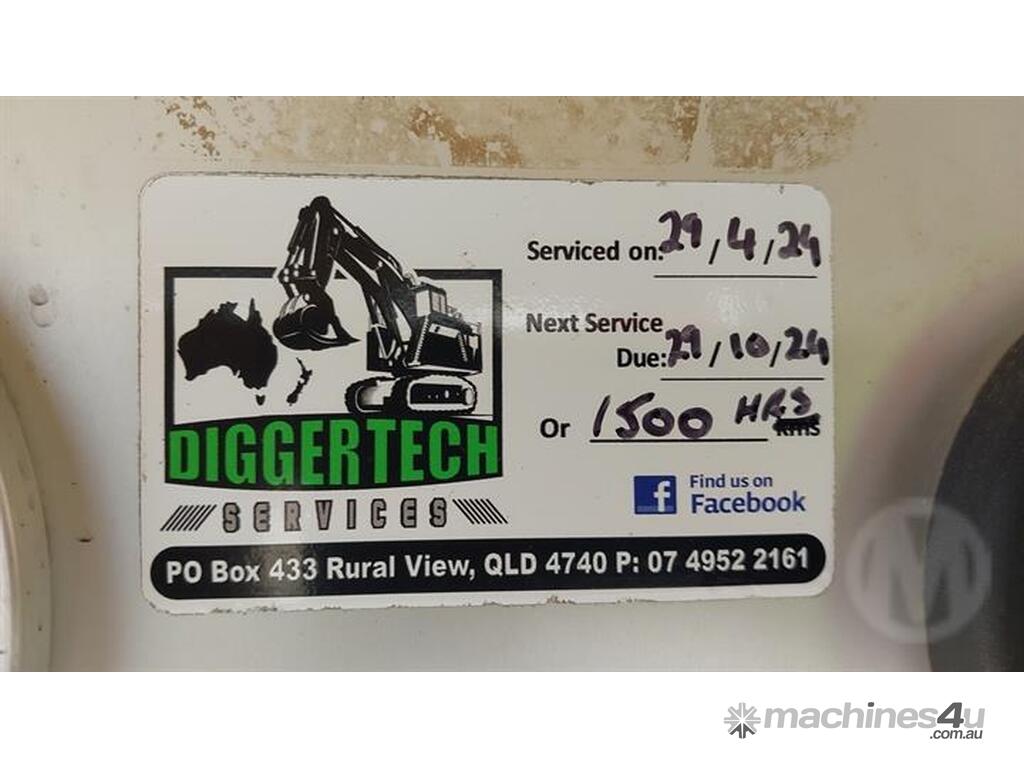 Serviced on: 29/4/24
Next Service
Due: 29/10/24
Or 1500 HRS kms
DIGGERTECH
SERVICES
f Find us on
Facebook
PO Box 433 Rural View, QLD 4740 P: 07 4952 2161
M
machines4u
.com.au